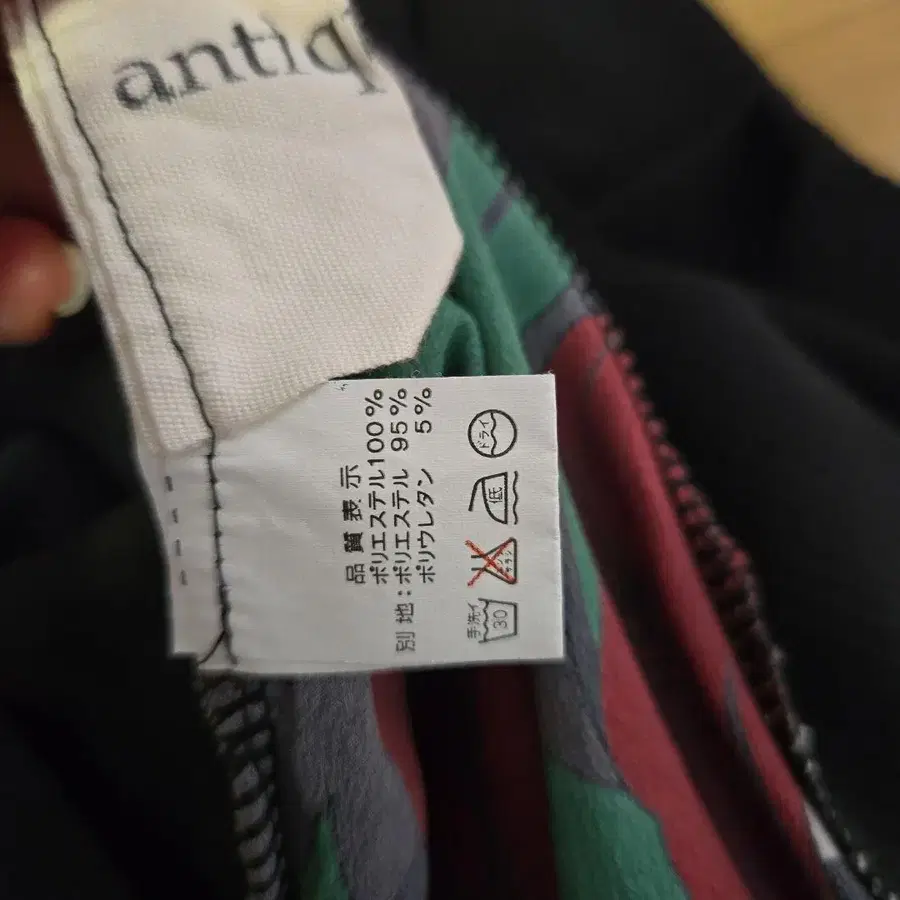 antiq
品質表示
ポリエステル100%
別地：ポリエステル 95%
ポリウレタン 5%
手洗イ
30
低
ドライ